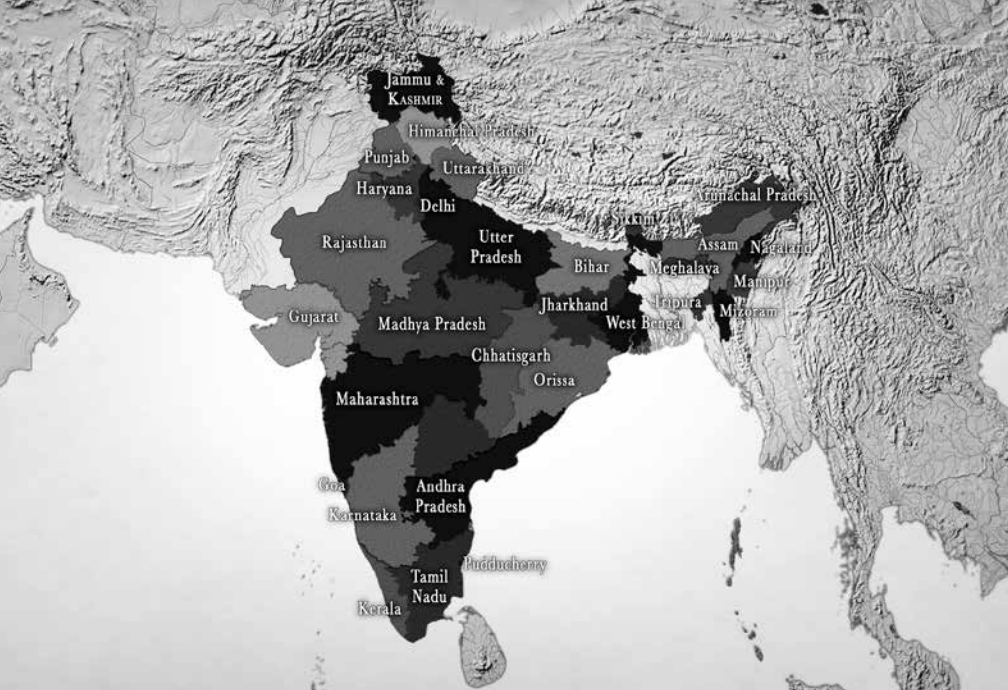 Jammu &
Kashmir
Himanchal Pradesh
Punjab
Uttarakhand
Haryana
Delhi
Arunachal Pradesh
Sikkim
Rajasthan
Utter
Pradesh
Assam
Nagaland
Bihar
Meghalaya
Manipur
Jharkhand
Tripura
Mizoram
Gujarat
Madhya Pradesh
West Bengal
Chhatisgarh
Orissa
Maharashtra
Goa
Andhra
Pradesh
Karnataka
Pudducherry
Tamil
Nadu
Kerala